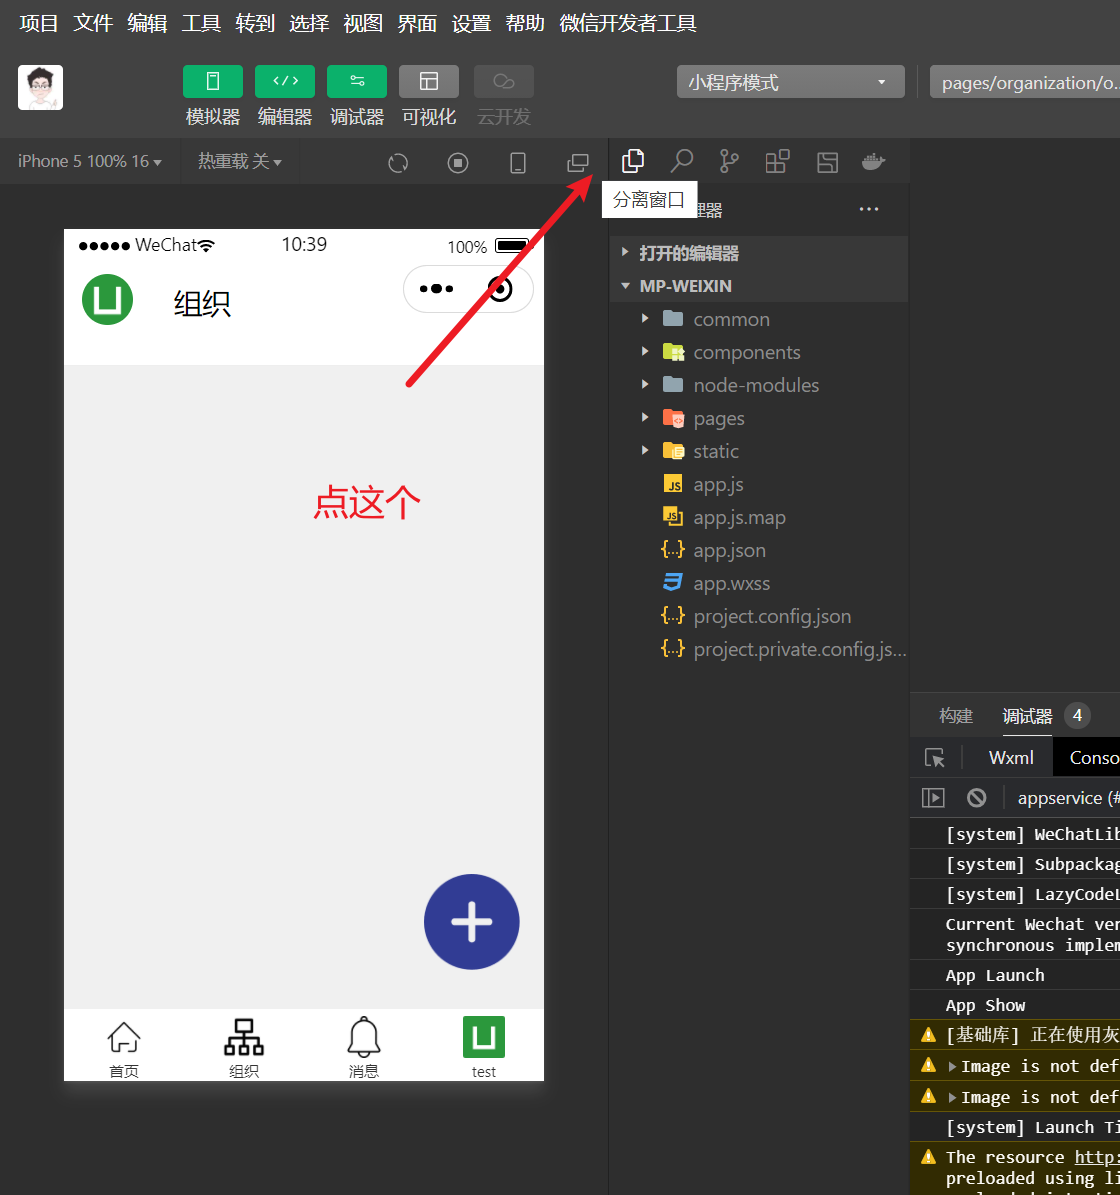 项目 文件 编辑 工具 转到 选择 视图 界面 设置 帮助 微信开发者工具
模拟器 编辑器 调试器 可视化 云开发
小程序模式
pages/organization/o...
iPhone 5 100% 16
热重载 关
分离窗口
理器
WeChat 10:39 100%
组织
点这个
首页 组织 消息 test
打开的编辑器
MP-WEIXIN
common
components
node-modules
pages
static
app.js
app.js.map
app.json
app.wxss
project.config.json
project.private.config.js...
构建 调试器 4
Wxml Conso
appservice (#
[system] WeChatLib
[system] Subpackag
[system] LazyCodeL
Current Wechat ver
synchronous implem
App Launch
App Show
[基础库] 正在使用灰
Image is not def
Image is not def
[system] Launch Ti
The resource http:
preloaded using li